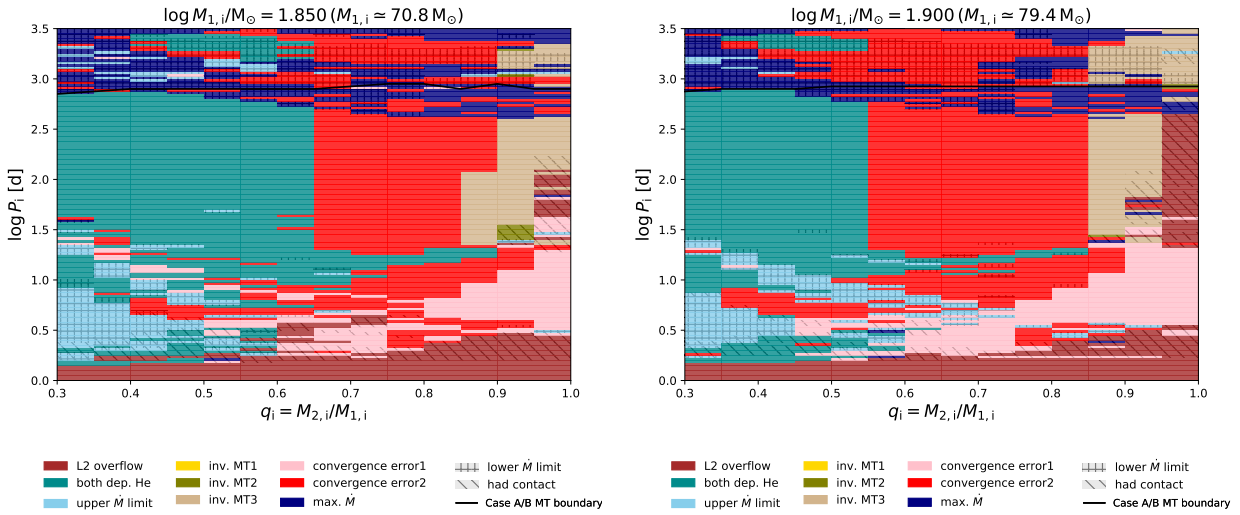 log M1,i/M⊙ = 1.850 (M1,i ≃ 70.8 M⊙)
3.5
3.0
2.5
2.0
1.5
1.0
0.5
0.0
log Pi [d]
0.3 0.4 0.5 0.6 0.7 0.8 0.9 1.0
qi = M2,i/M1,i
L2 overflow
both dep. He
upper Ṁ limit
inv. MT1
inv. MT2
inv. MT3
convergence error1
convergence error2
max. Ṁ
lower Ṁ limit
had contact
Case A/B MT boundary
log M1,i/M⊙ = 1.900 (M1,i ≃ 79.4 M⊙)
3.5
3.0
2.5
2.0
1.5
1.0
0.5
0.0
log Pi [d]
0.3 0.4 0.5 0.6 0.7 0.8 0.9 1.0
qi = M2,i/M1,i
L2 overflow
both dep. He
upper Ṁ limit
inv. MT1
inv. MT2
inv. MT3
convergence error1
convergence error2
max. Ṁ
lower Ṁ limit
had contact
Case A/B MT boundary